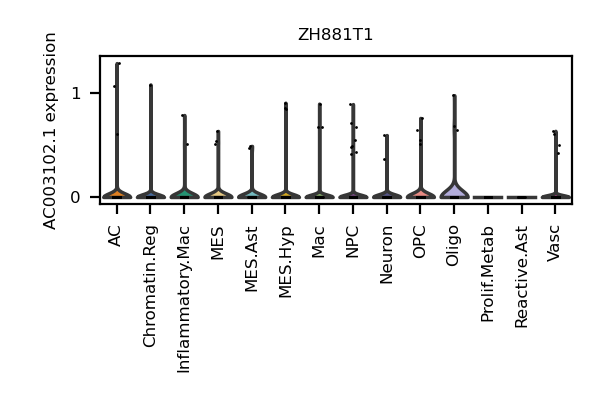 ZH881T1
AC003102.1 expression
1
0
AC
Chromatin.Reg
Inflammatory.Mac
MES
MES.Ast
MES.Hyp
Mac
NPC
Neuron
OPC
Oligo
Prolif.Metab
Reactive.Ast
Vasc